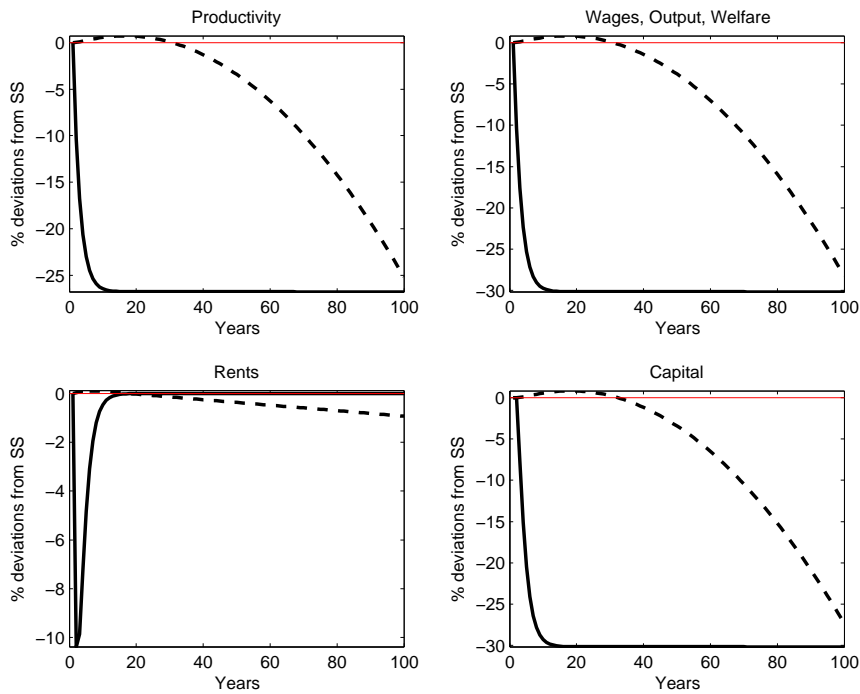 Productivity
% deviations from SS
0
−5
−10
−15
−20
−25
0 20 40 60 80 100
Years
Wages, Output, Welfare
% deviations from SS
0
−5
−10
−15
−20
−25
−30
0 20 40 60 80 100
Years
Rents
% deviations from SS
0
−2
−4
−6
−8
−10
0 20 40 60 80 100
Years
Capital
% deviations from SS
0
−5
−10
−15
−20
−25
−30
0 20 40 60 80 100
Years